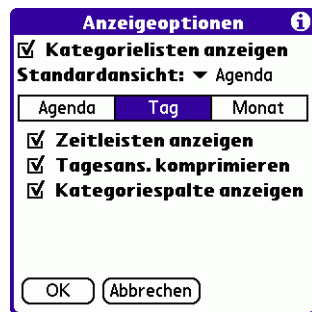 Anzeigeoptionen
Kategorielisten anzeigen
Standardansicht: Agenda
Agenda Tag Monat
Zeitleisten anzeigen
Tagesans. komprimieren
Kategoriespalte anzeigen
OK Abbrechen